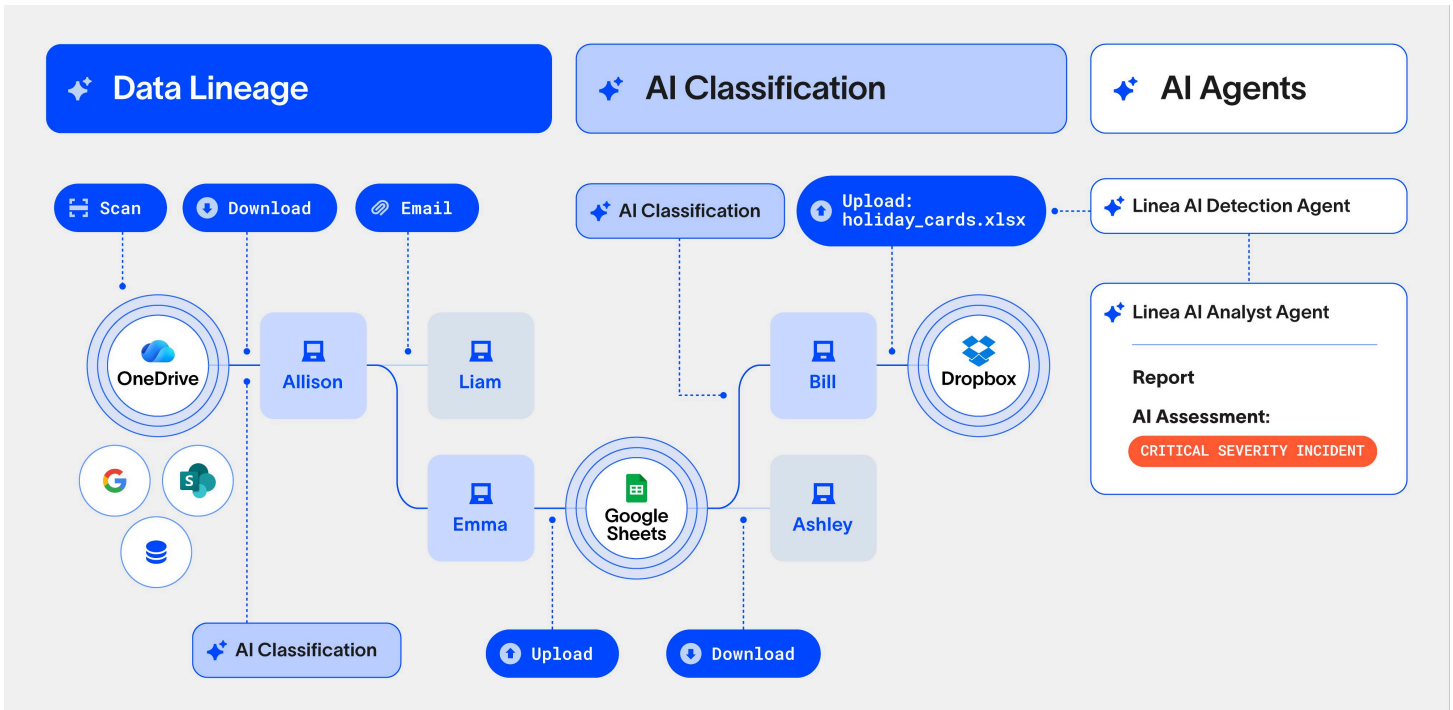 Data Lineage
AI Classification
AI Agents
Scan
Download
Email
AI Classification
Upload:
holiday_cards.xlsx
Linea AI Detection Agent
OneDrive
Allison
Liam
Bill
Dropbox
Linea AI Analyst Agent
Report
AI Assessment:
CRITICAL SEVERITY INCIDENT
G
S
Emma
Google
Sheets
Ashley
AI Classification
Upload
Download